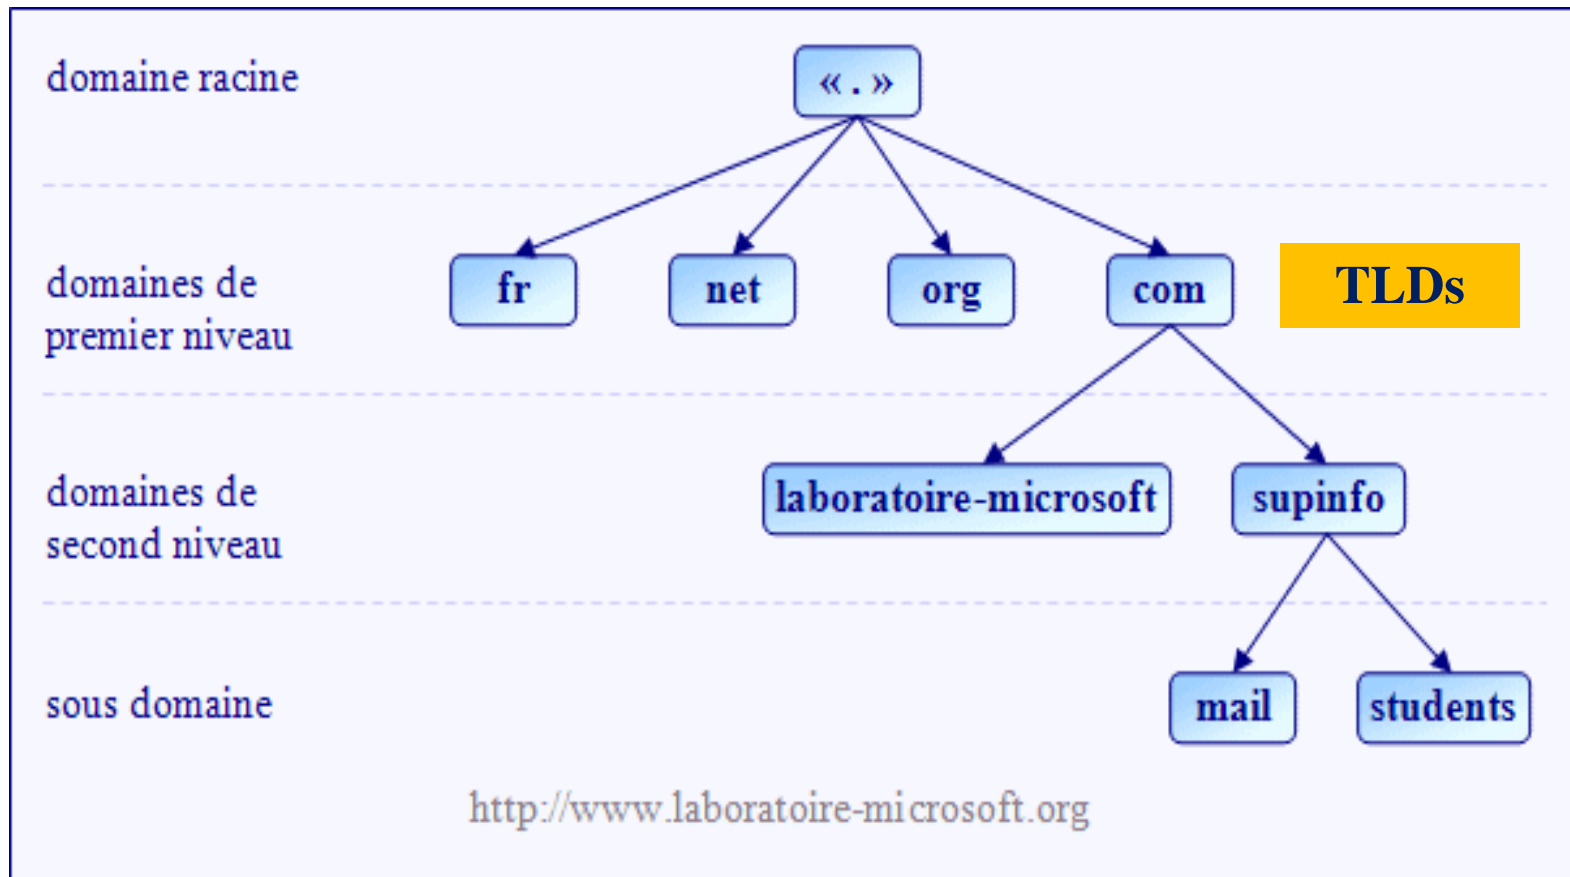 domaine racine
« . »
domaines de
premier niveau
fr
net
org
com
TLDs
domaines de
second niveau
laboratoire-microsoft
supinfo
sous domaine
mail
students
http://www.laboratoire-microsoft.org